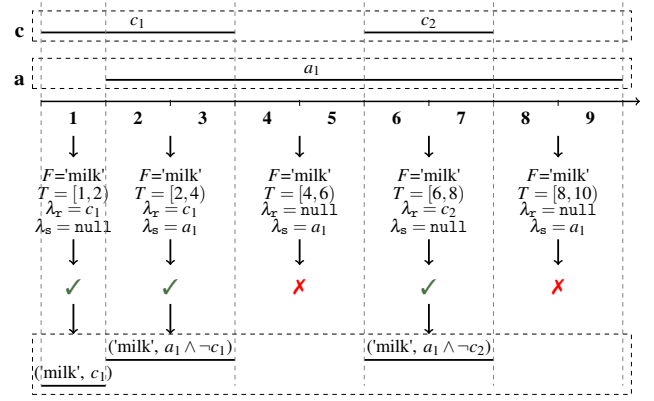 c₁ c₂
c
a₁
a
1 2 3 4 5 6 7 8 9
F='milk' F='milk' F='milk' F='milk' F='milk'
T = [1,2) T = [2,4) T = [4,6) T = [6,8) T = [8,10)
λᵣ = c₁ λᵣ = c₁ λᵣ = null λᵣ = c₂ λᵣ = null
λₛ = null λₛ = a₁ λₛ = a₁ λₛ = null λₛ = a₁
✓ ✓ ✗ ✓ ✗
('milk', a₁ ∧ ¬c₁) ('milk', a₁ ∧ ¬c₂)
('milk', c₁)